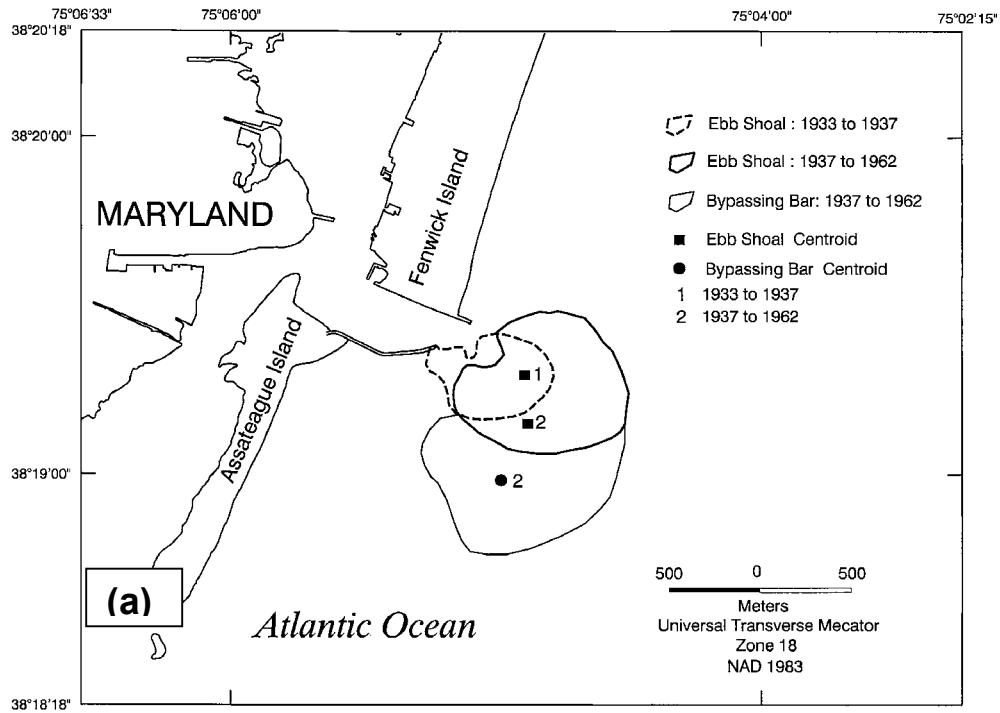 75°06'33" 75°06'00" 75°04'00" 75°02'15"
38°20'18"
38°20'00"
38°19'00"
38°18'18"
MARYLAND
Fenwick Island
Assateague Island
Ebb Shoal : 1933 to 1937
Ebb Shoal : 1937 to 1962
Bypassing Bar: 1937 to 1962
Ebb Shoal Centroid
Bypassing Bar Centroid
1 1933 to 1937
2 1937 to 1962
1
2
2
(a)
Atlantic Ocean
500 0 500
Meters
Universal Transverse Mecator
Zone 18
NAD 1983